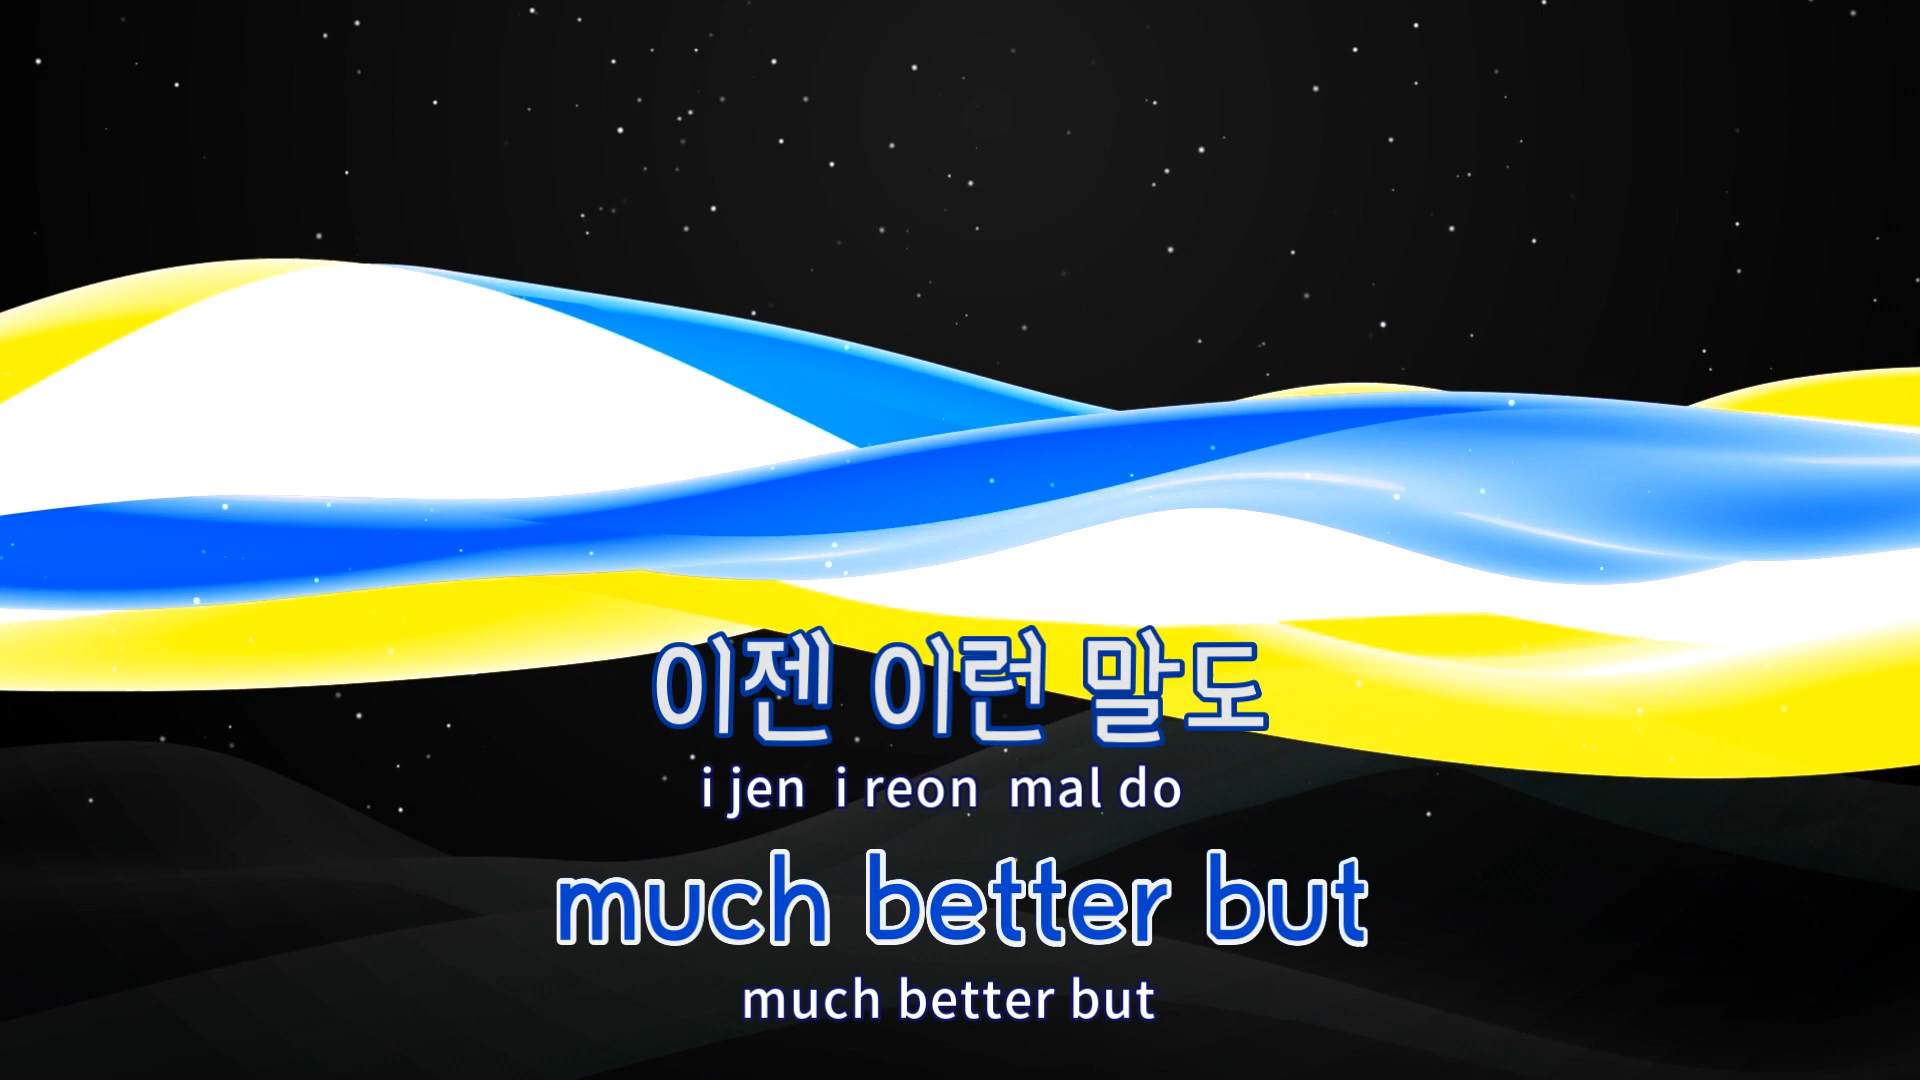 이젠 이런 말도
i jen i reon mal do
much better but
much better but